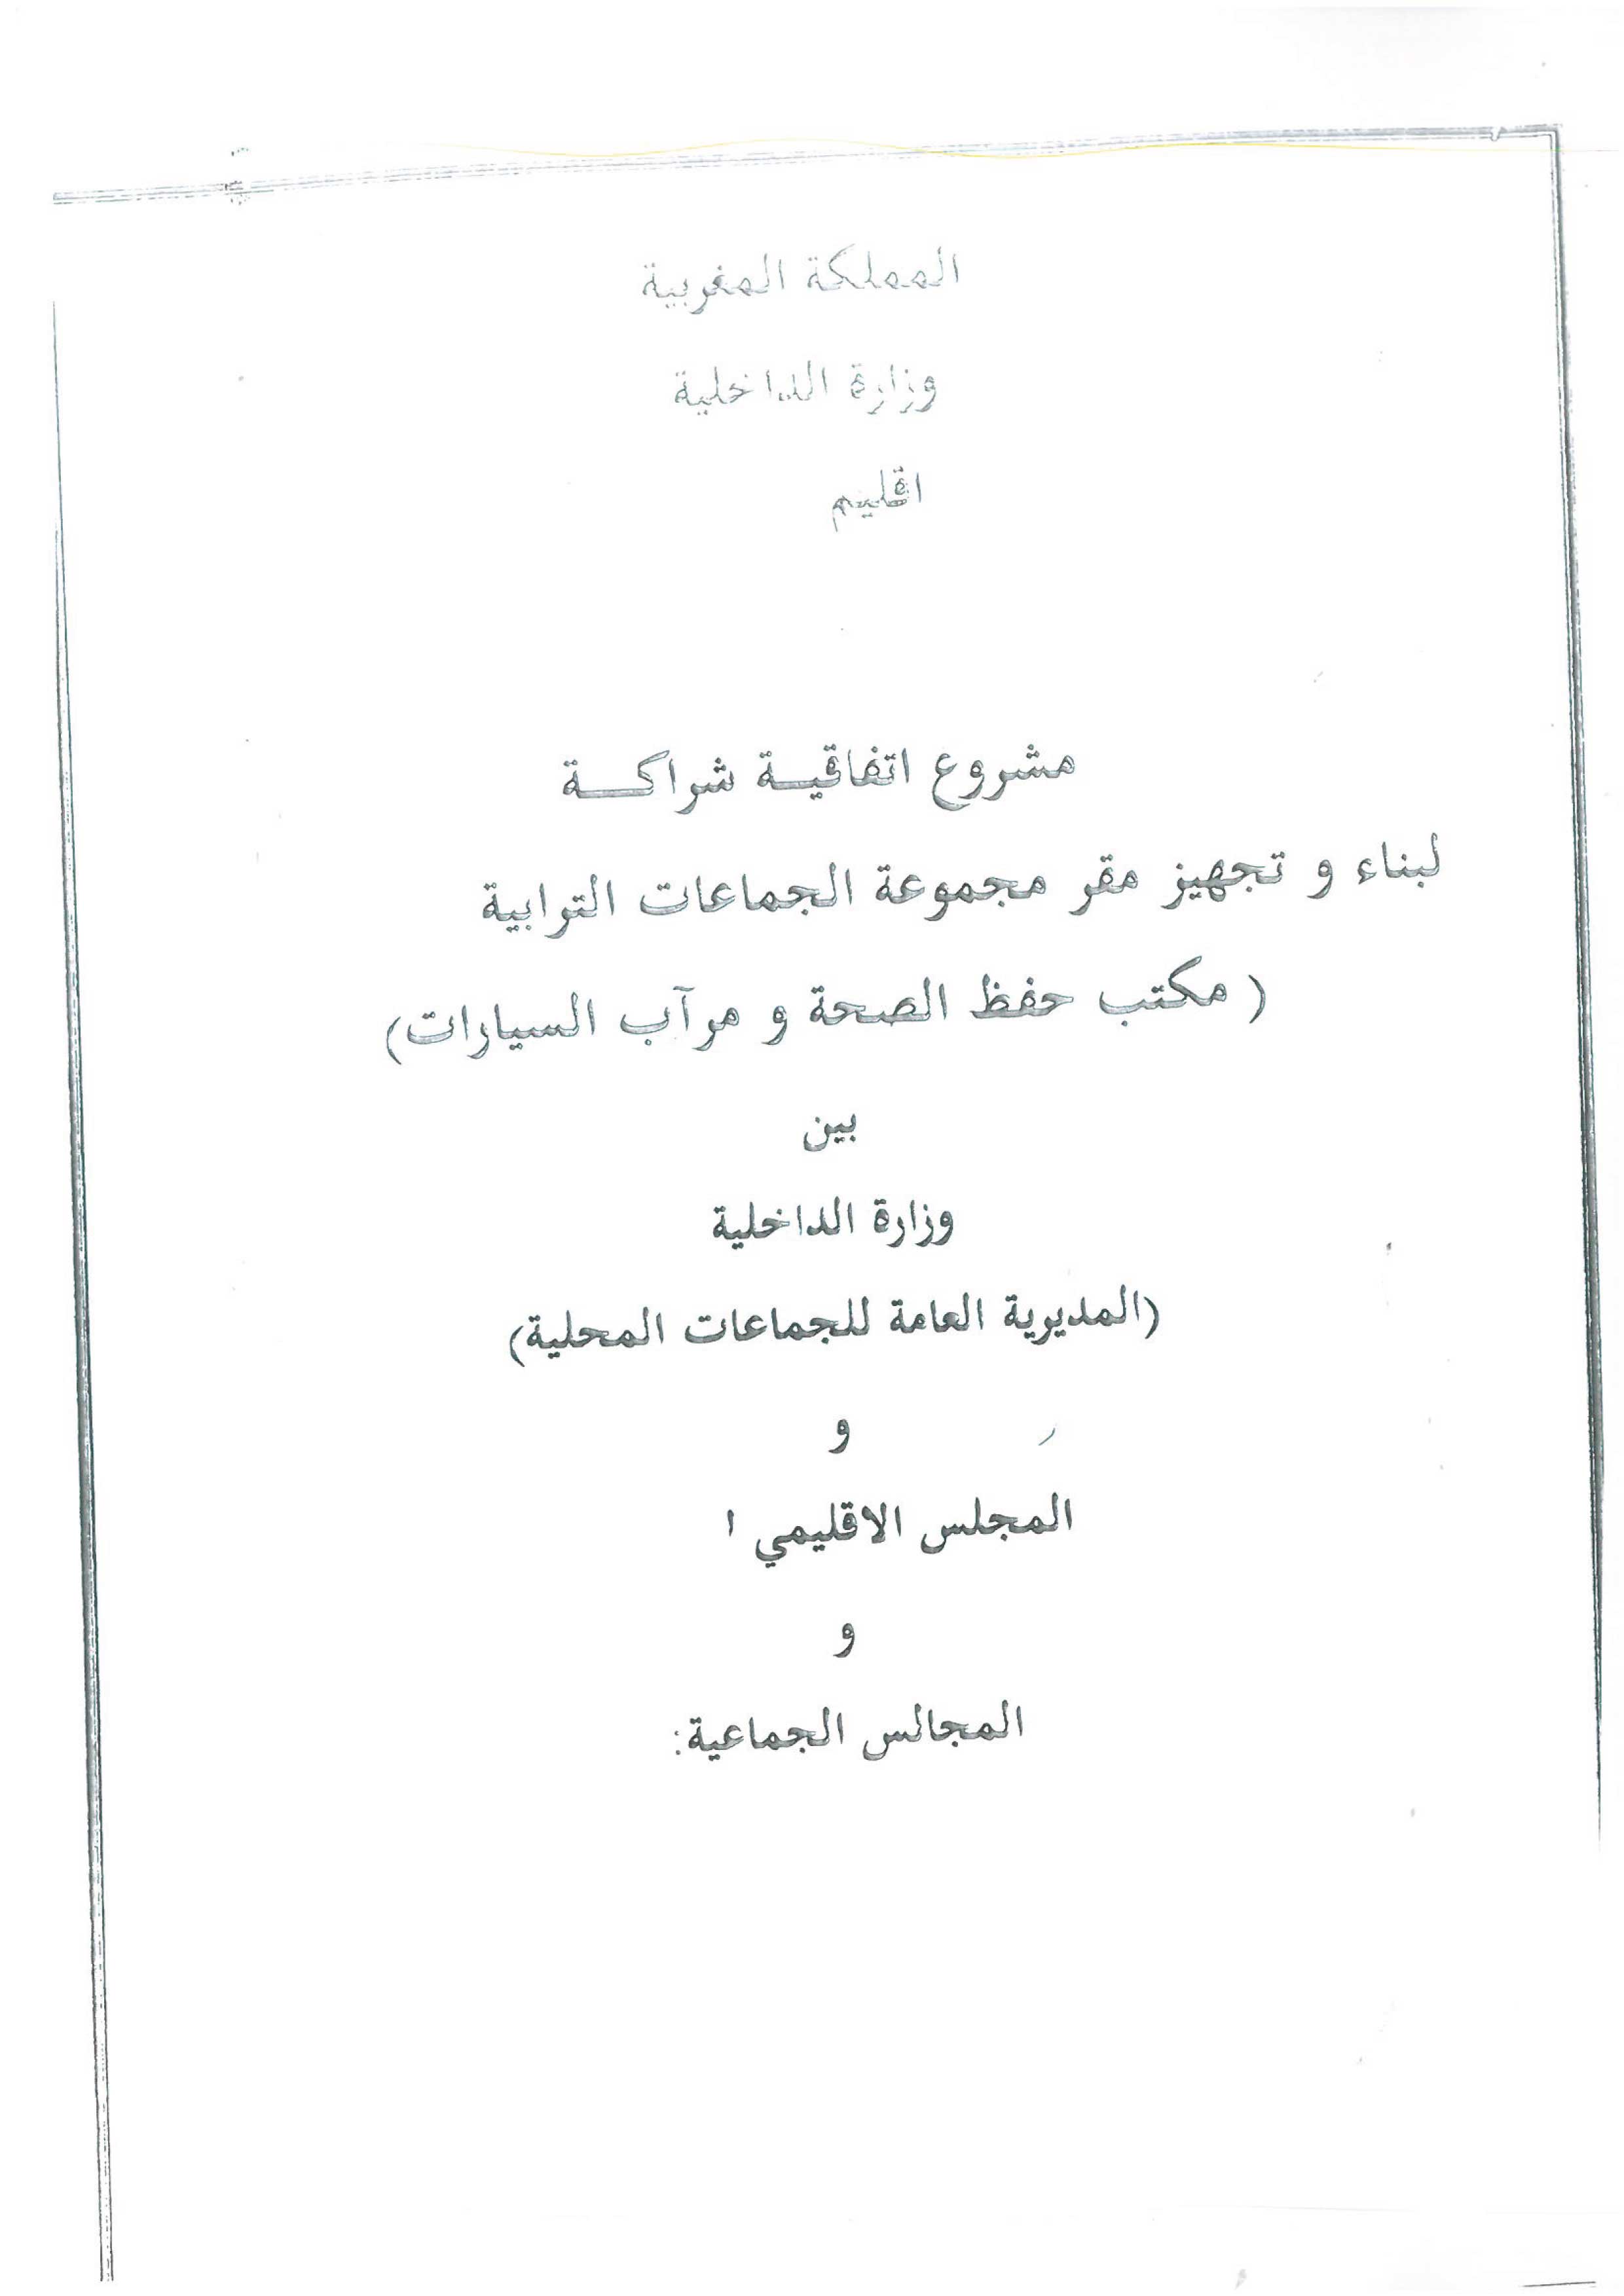 المملكة المغربية
وزارة الداخلية
اقليم
مشروع اتفاقيـــة شراكـــة
لبناء و تجهيز مقر مجموعة الجماعات الترابية
( مكتب حفظ الصحة و مرآب السيارات)
بين
وزارة الداخلية
(المديرية العامة للجماعات المحلية)
و
المجلس الاقليمي ا
و
المجالس الجماعية: